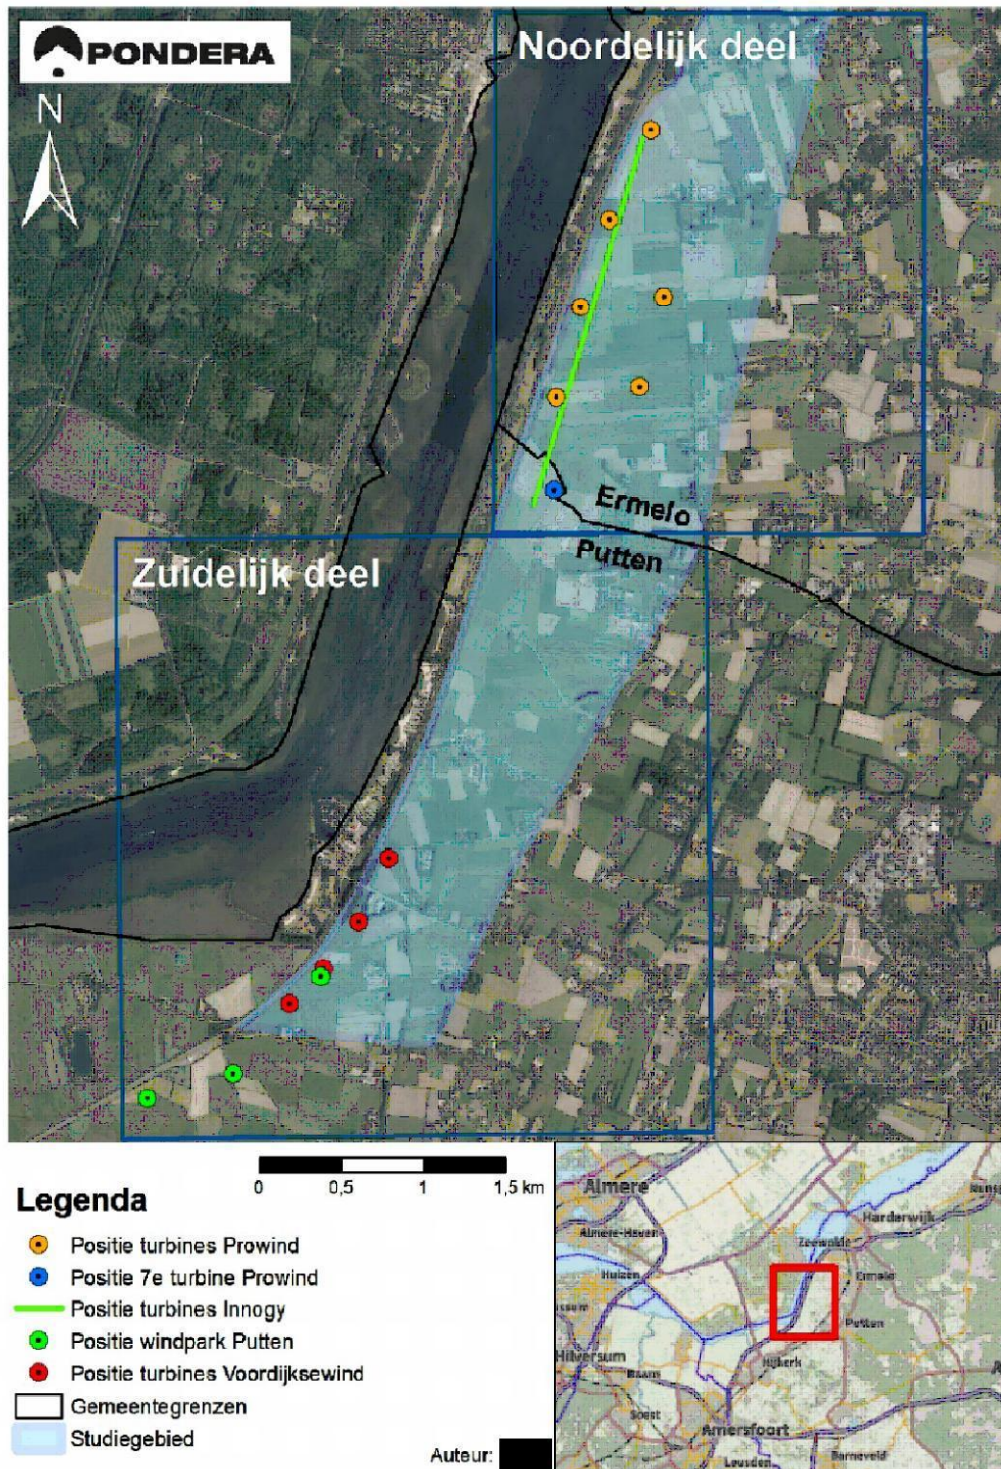 PONDERA
Noordelijk deel
N
Ermelo
Putten
Zuidelijk deel
0 0,5 1 1,5 km
Legenda
Positie turbines Prowind
Positie 7e turbine Prowind
Positie turbines Innogy
Positie windpark Putten
Positie turbines Voordijksewind
Gemeentegrenzen
Studiegebied
Auteur:
Almere
Almere-Haven
Harderwijk
Zeewolde
Huizen
Ermelo
Putten
Hilversum
Baarn
Nijkerk
Soest
Amersfoort
Leusden
Barneveld